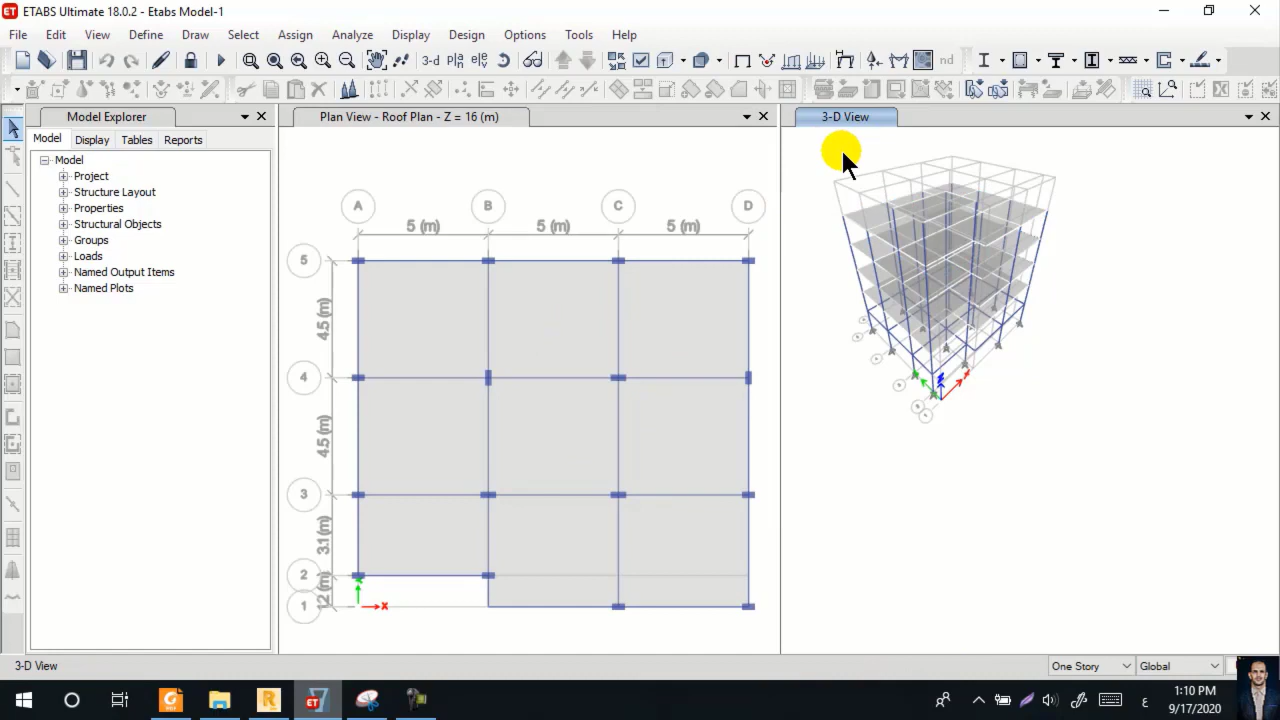 ETABS Ultimate 18.0.2 - Etabs Model-1
File Edit View Define Draw Select Assign Analyze Display Design Options Tools Help
3-d
nd
Model Explorer
Plan View - Roof Plan - Z = 16 (m)
3-D View
Model Display Tables Reports
Model
Project
Structure Layout
Properties
Structural Objects
Groups
Loads
Named Output Items
Named Plots
A B C D
5 (m) 5 (m) 5 (m)
5
4.5 (m)
4
4.5 (m)
3
3.1 (m)
2
1.2 (m)
1
X
3-D View
One Story
Global
ع
1:10 PM
9/17/2020